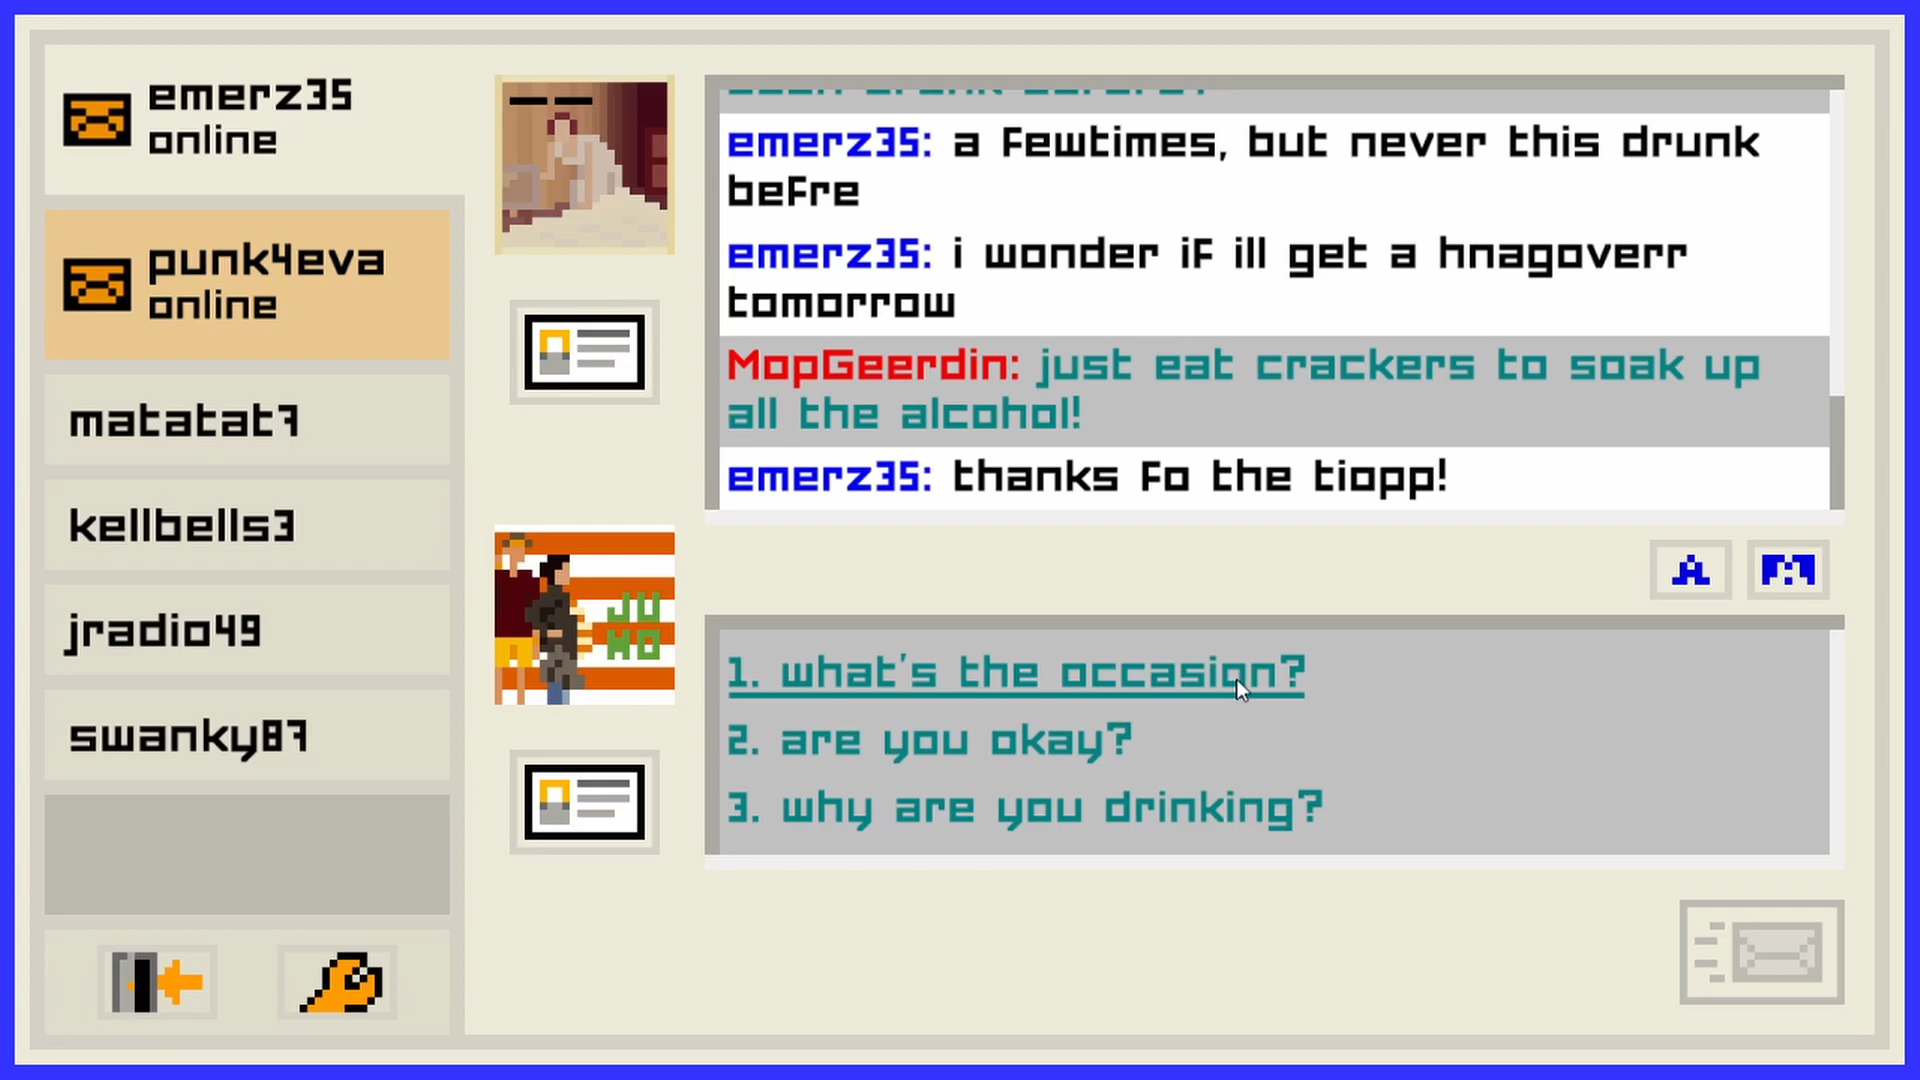 emerz35
online
punk4eva
online
matatat7
kellbells3
jradio49
swanky87
emerz35: a Fewtimes, but never this drunk
beFre
emerz35: i wonder iF ill get a hnagoverr
tomorrow
MopGeerdin: just eat crackers to soak up
all the alcohol!
emerz35: thanks Fo the tiopp!
JU
NO
A
1. what's the occasion?
2. are you okay?
3. why are you drinking?